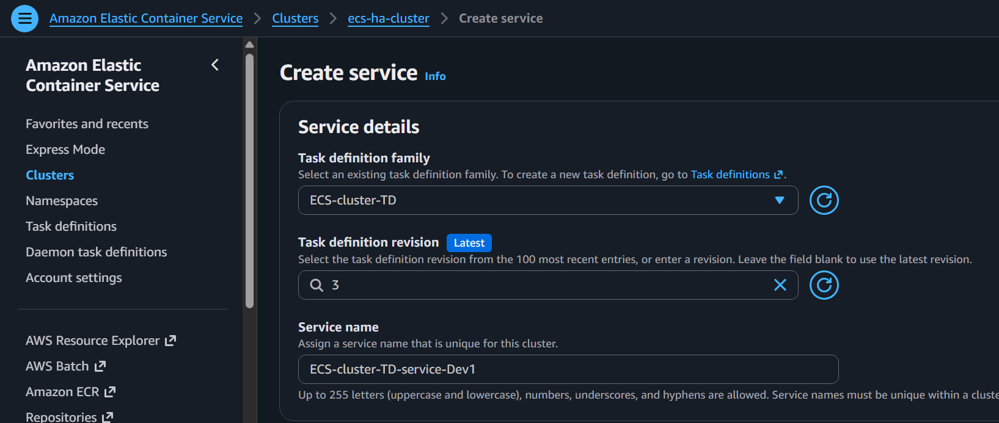 Amazon Elastic Container Service > Clusters > ecs-ha-cluster > Create service
Amazon Elastic
Container Service
Favorites and recents
Express Mode
Clusters
Namespaces
Task definitions
Daemon task definitions
Account settings
AWS Resource Explorer
AWS Batch
Amazon ECR
Repositories
Create service Info
Service details
Task definition family
Select an existing task definition family. To create a new task definition, go to Task definitions.
ECS-cluster-TD
Task definition revision Latest
Select the task definition revision from the 100 most recent entries, or enter a revision. Leave the field blank to use the latest revision.
3
Service name
Assign a service name that is unique for this cluster.
ECS-cluster-TD-service-Dev1
Up to 255 letters (uppercase and lowercase), numbers, underscores, and hyphens are allowed. Service names must be unique within a cluste